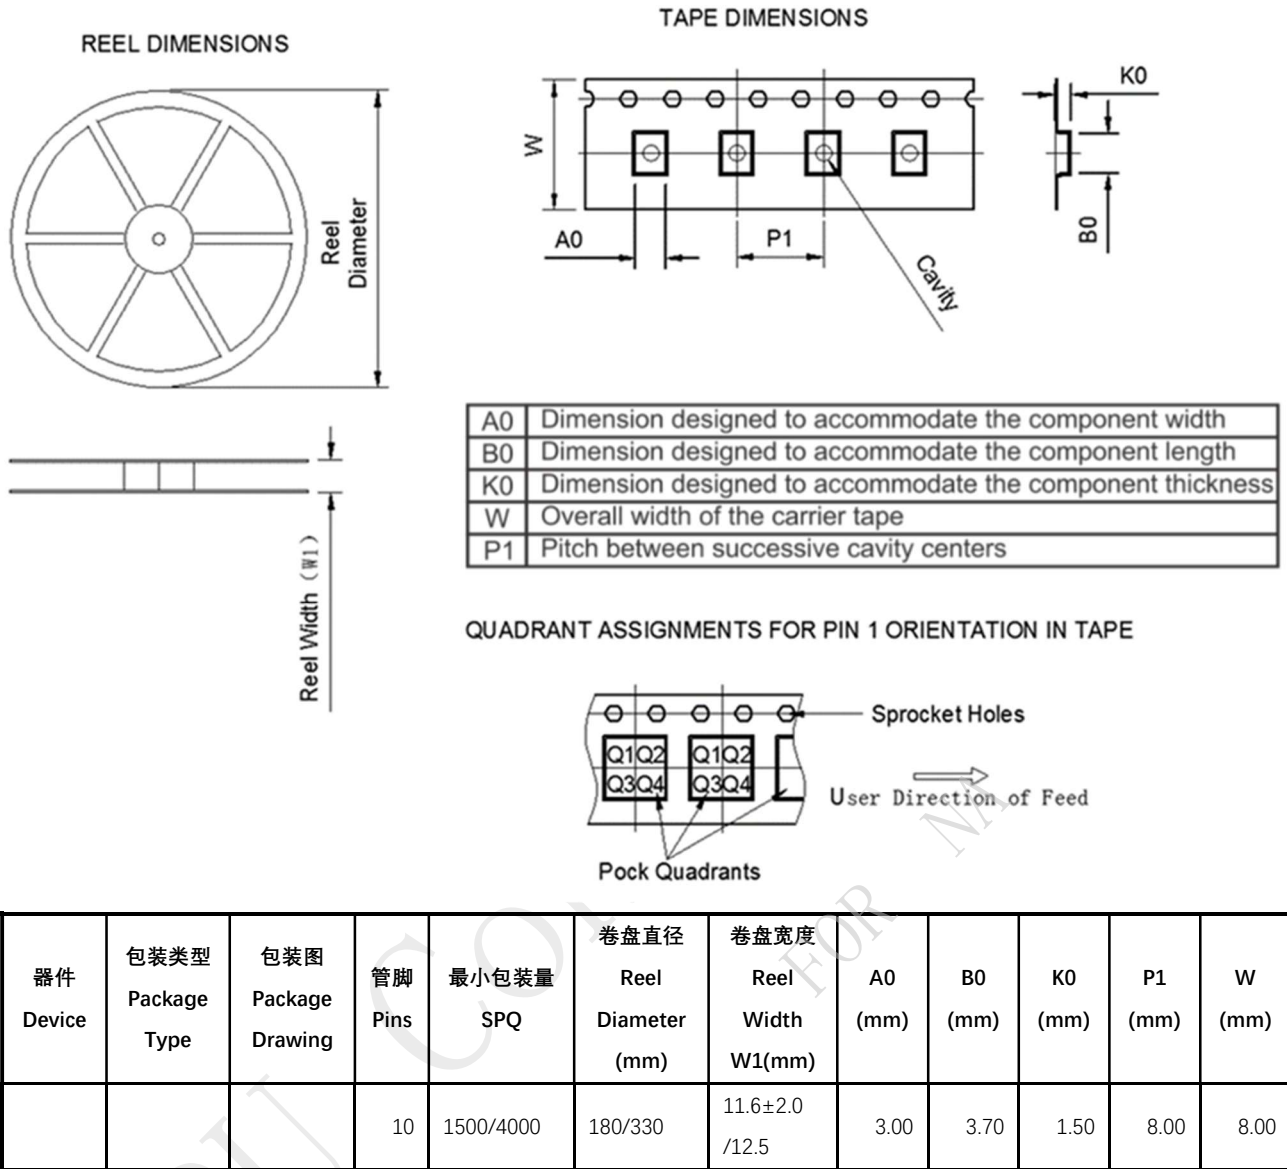 REEL DIMENSIONS
TAPE DIMENSIONS
Reel
Diameter
W
A0
P1
Cavity
K0
B0
Reel Width (W1)
A0 Dimension designed to accommodate the component width
B0 Dimension designed to accommodate the component length
K0 Dimension designed to accommodate the component thickness
W Overall width of the carrier tape
P1 Pitch between successive cavity centers
QUADRANT ASSIGNMENTS FOR PIN 1 ORIENTATION IN TAPE
Sprocket Holes
Q1 Q2 Q1 Q2
Q3 Q4 Q3 Q4
User Direction of Feed
Pock Quadrants
FOR NA
器件
Device
包装类型
Package
Type
包装图
Package
Drawing
管脚
Pins
最小包装量
SPQ
卷盘直径
Reel
Diameter
(mm)
卷盘宽度
Reel
Width
W1(mm)
A0
(mm)
B0
(mm)
K0
(mm)
P1
(mm)
W
(mm)
10
1500/4000
180/330
11.6±2.0
/12.5
3.00
3.70
1.50
8.00
8.00